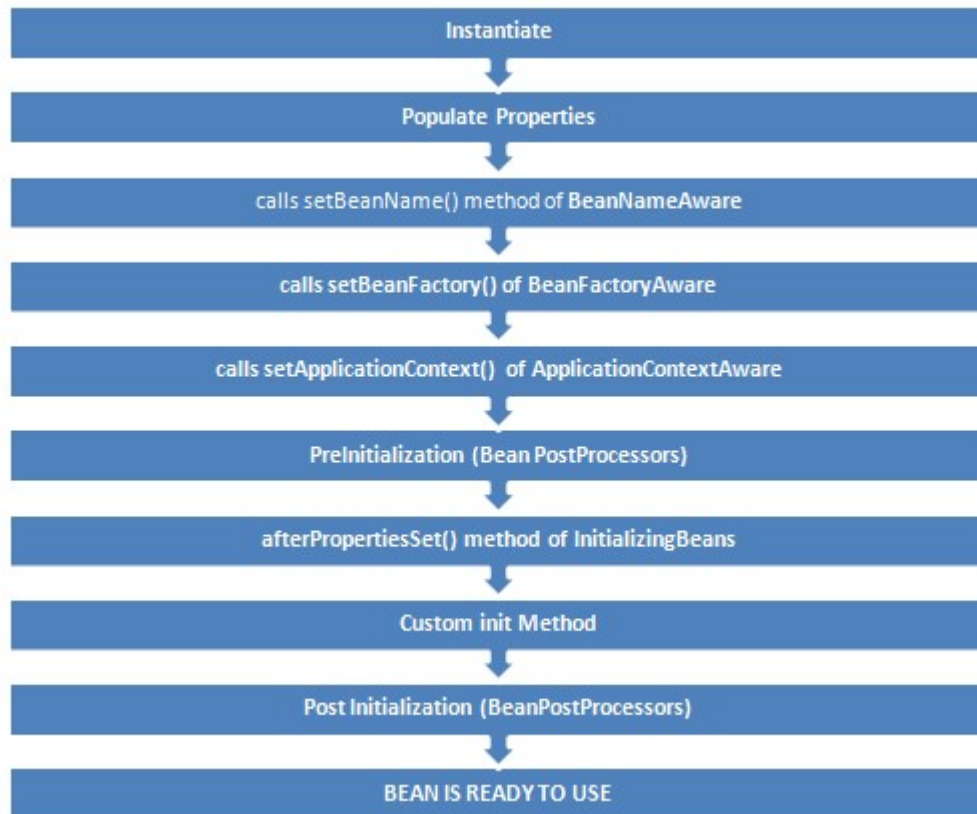 Instantiate
Populate Properties
calls setBeanName() method of BeanNameAware
calls setBeanFactory() of BeanFactoryAware
calls setApplicationContext() of ApplicationContextAware
PreInitialization (Bean PostProcessors)
afterPropertiesSet() method of InitializingBeans
Custom init Method
Post Initialization (BeanPostProcessors)
BEAN IS READY TO USE